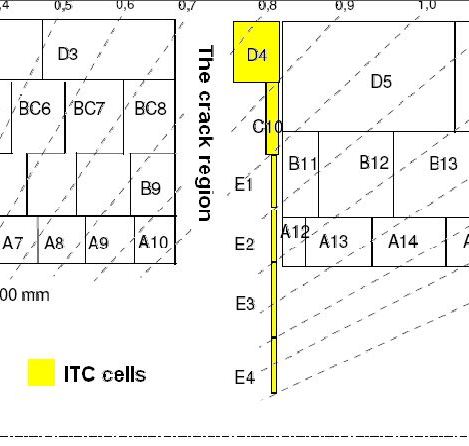 ,4 0,5 0,6 0,7 0,8 0,9 1,0
D3 D4 D5
BC6 BC7 BC8 C10
The crack region
B9 E1 B11 B12 B13
A7 A8 A9 A10 E2 A12 A13 A14 A
00 mm E3
ITC cells E4